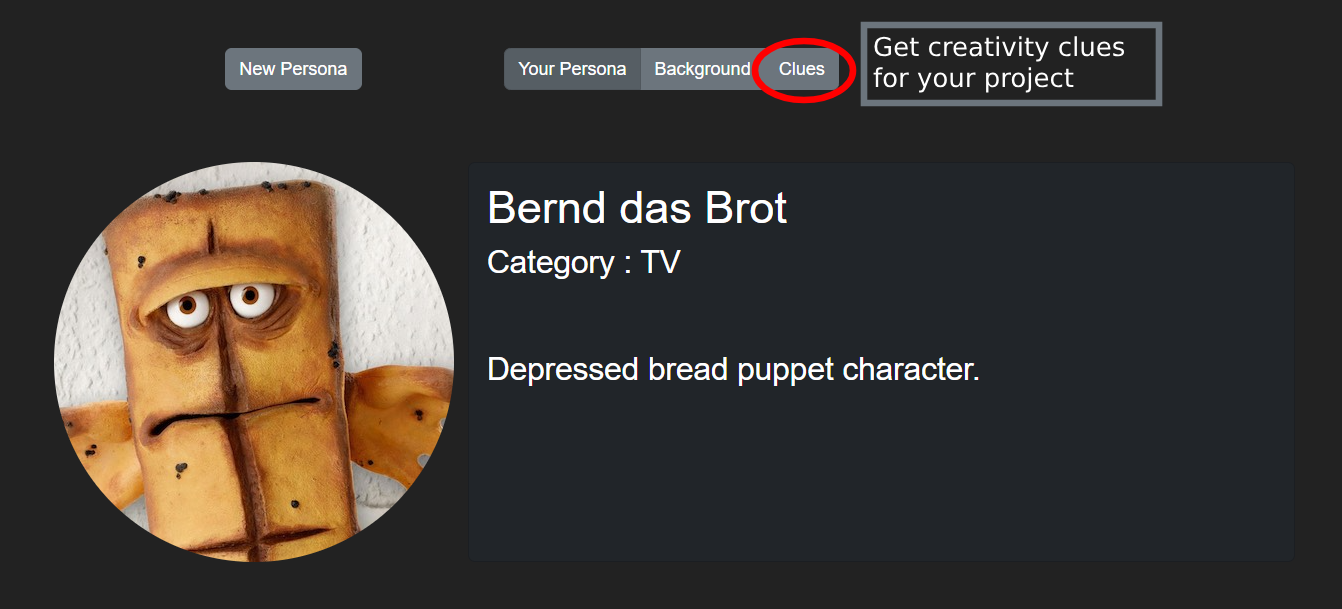 New Persona
Your Persona
Background
Clues
Get creativity clues
for your project
Bernd das Brot
Category : TV
Depressed bread puppet character.